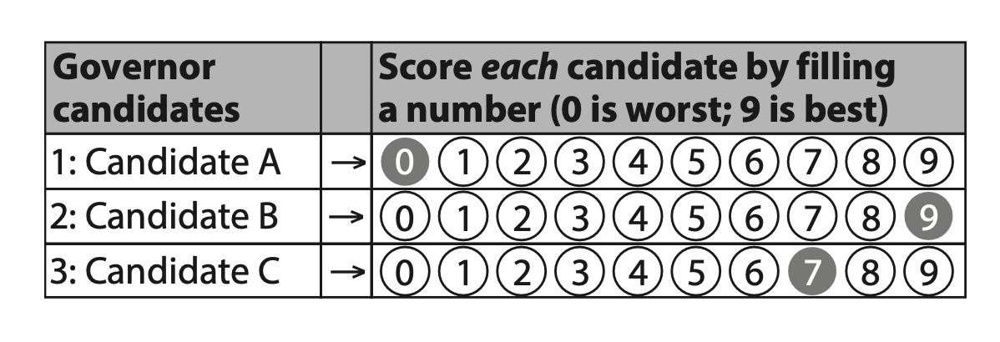 Governor
candidates
Score each candidate by filling
a number (0 is worst; 9 is best)
1: Candidate A → 0 1 2 3 4 5 6 7 8 9
2: Candidate B → 0 1 2 3 4 5 6 7 8 9
3: Candidate C → 0 1 2 3 4 5 6 7 8 9